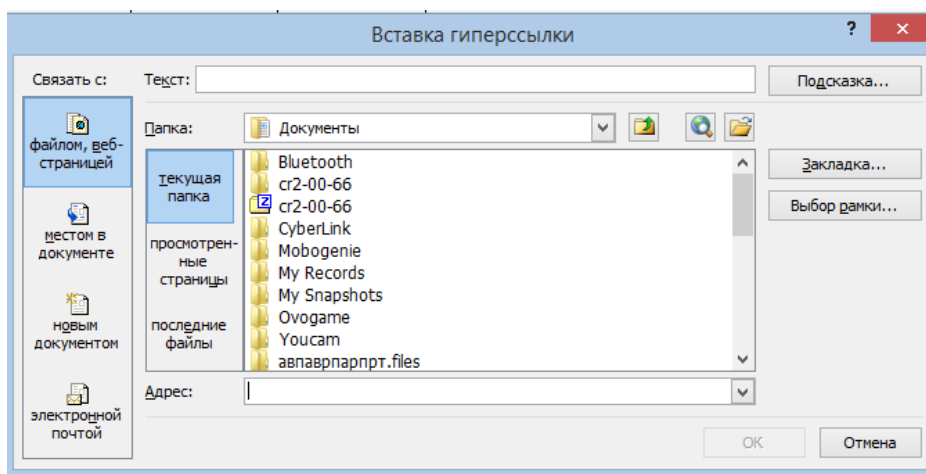 Вставка гиперссылки
?
Связать с:
Текст:
Подсказка...
файлом, веб-
страницей
Папка:
Документы
текущая
папка
просмотрен-
ные
страницы
последние
файлы
Bluetooth
cr2-00-66
cr2-00-66
CyberLink
Mobogenie
My Records
My Snapshots
Ovogame
Youcam
авпаврпарпрт.files
Закладка...
Выбор рамки...
местом в
документе
новым
документом
электронной
почтой
Адрес:
ОК
Отмена